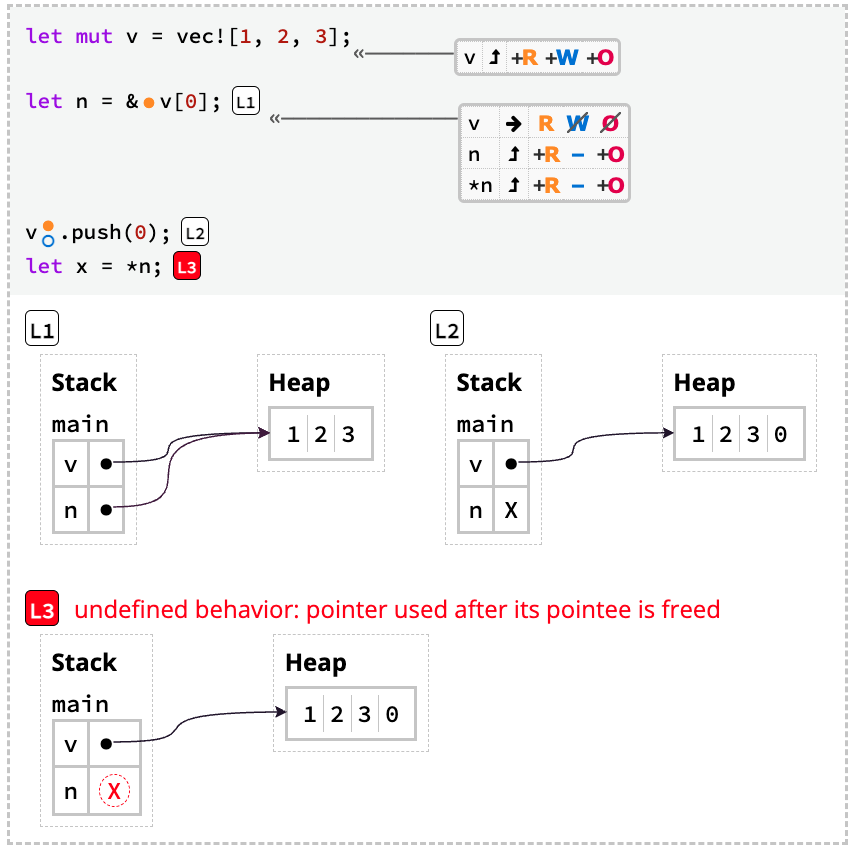 let mut v = vec![1, 2, 3];
« v ⮥ +R +W +O
let n = & v[0]; L1
« v → R W O
n ⮥ +R - +O
*n ⮥ +R - +O
v .push(0); L2
let x = *n; L3
L1
Stack
Heap
main
v
n
1 2 3
L2
Stack
Heap
main
v
n X
1 2 3 0
L3 undefined behavior: pointer used after its pointee is freed
Stack
Heap
main
v
n X
1 2 3 0